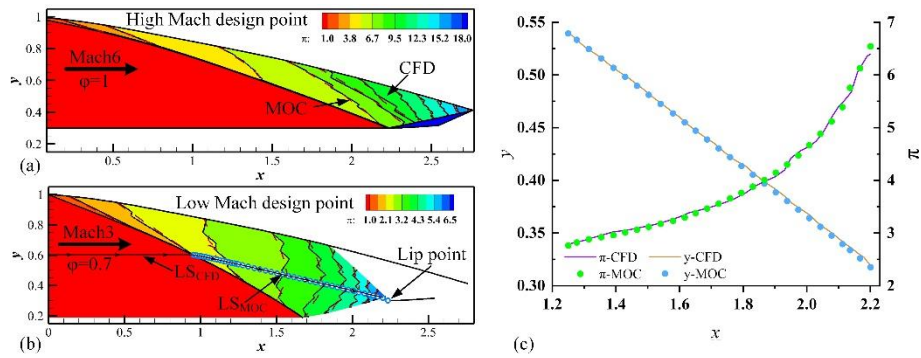 High Mach design point
π: 1.0 3.8 6.7 9.5 12.3 15.2 18.0
Mach6
φ=1
CFD
MOC
y
1
0.8
0.6
0.4
0.2
(a)
0.5 1 1.5 2 2.5
x
Low Mach design point
π: 1.0 2.1 3.2 4.3 5.4 6.5
Mach3
φ=0.7
LSCFD
LSMOC
Lip point
y
1
0.8
0.6
0.4
0.2
(b)
0 0.5 1 1.5 2 2.5
x
0.55
0.50
0.45
0.40
0.35
0.30
y
7
6
5
4
3
2
π
π-CFD y-CFD
π-MOC y-MOC
1.2 1.4 1.6 1.8 2.0 2.2
x
(c)